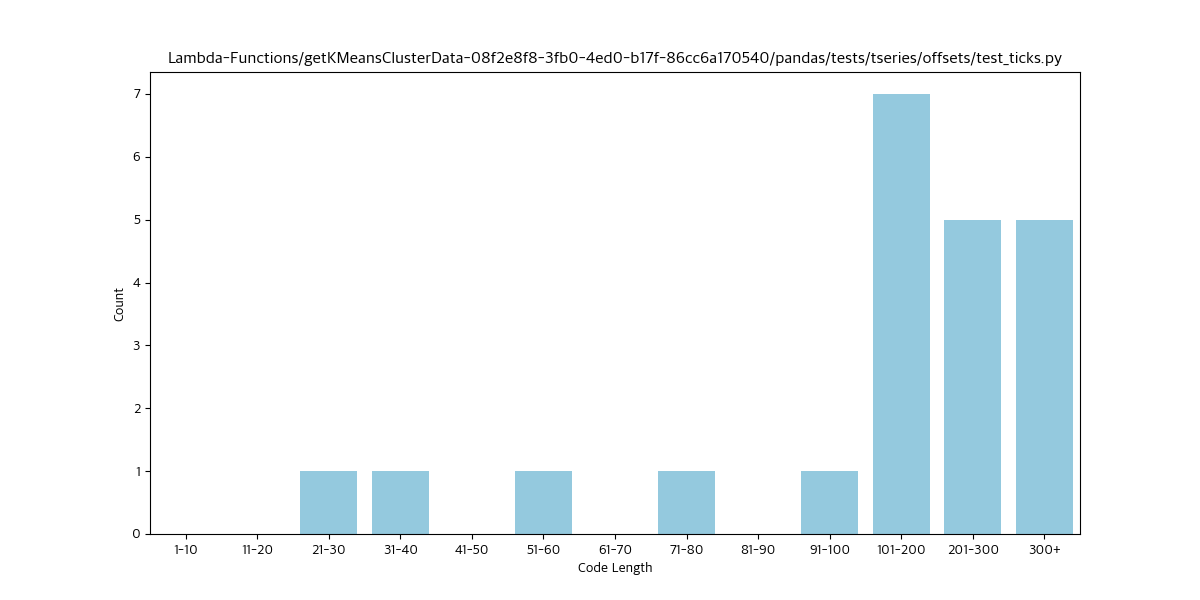 Lambda-Functions/getKMeansClusterData-08f2e8f8-3fb0-4ed0-b17f-86cc6a170540/pandas/tests/tseries/offsets/test_ticks.py
7
6
5
4
3
2
1
0
Count
1-10 11-20 21-30 31-40 41-50 51-60 61-70 71-80 81-90 91-100 101-200 201-300 300+
Code Length